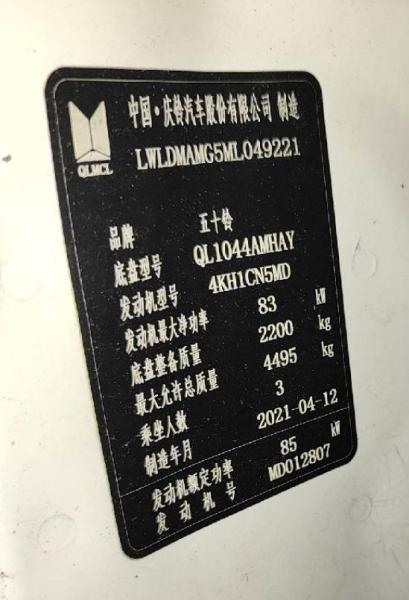 中国·庆铃汽车股份有限公司 制造
QLMCL
LWLDMAMG5ML049221
品牌 五十铃
底盘型号 QL1044AMHAY
发动机型号 4KH1CN5MD
发动机最大净功率 83 kW
底盘整备质量 2200 kg
最大允许总质量 4495 kg
乘坐人数 3
制造年月 2021-04-12
发动机额定功率 85 kW
发动机号 MD012807